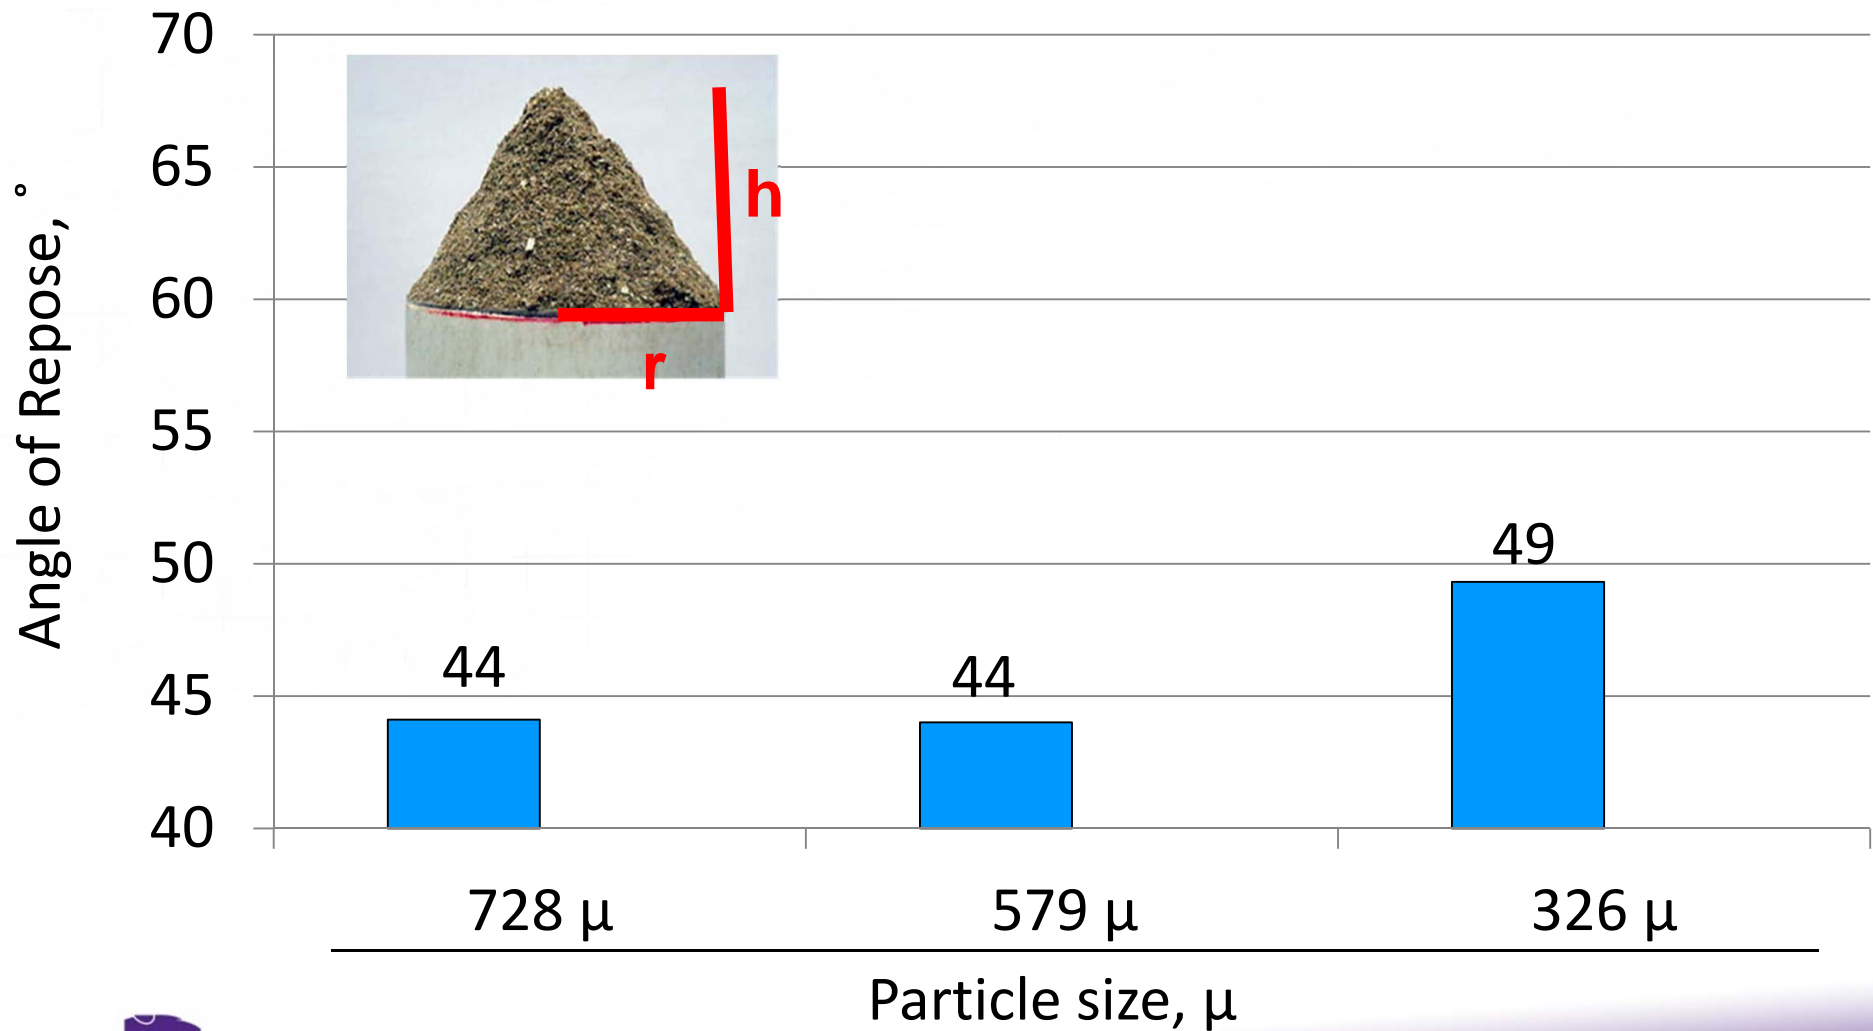 Angle of Repose, °
70
65
60
55
50
45
40
h
r
44
44
49
728 µ
579 µ
326 µ
Particle size, µ